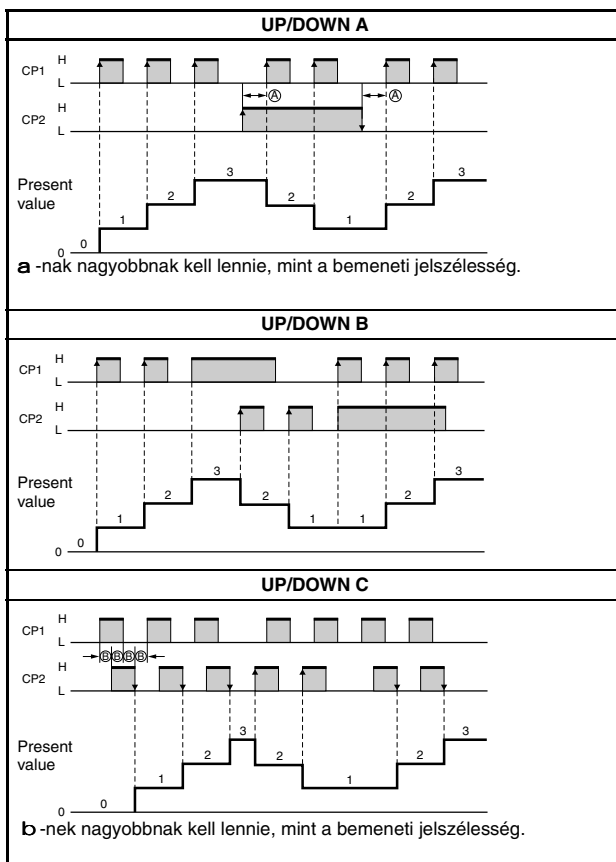 UP/DOWN A
H
CP1
L
Ⓐ Ⓐ
H
CP2
L
Present
value
3
2 2 2 3
1 1
0
0
a -nak nagyobbnak kell lennie, mint a bemeneti jelszélesség.
UP/DOWN B
H
CP1
L
H
CP2
L
Present
value
3 3
2 2 2
1 1 1
0
0
UP/DOWN C
H
CP1
L
Ⓑ Ⓑ Ⓑ Ⓑ
H
CP2
L
Present
value
3 3
2 2 2
1 1
0
0
b -nek nagyobbnak kell lennie, mint a bemeneti jelszélesség.